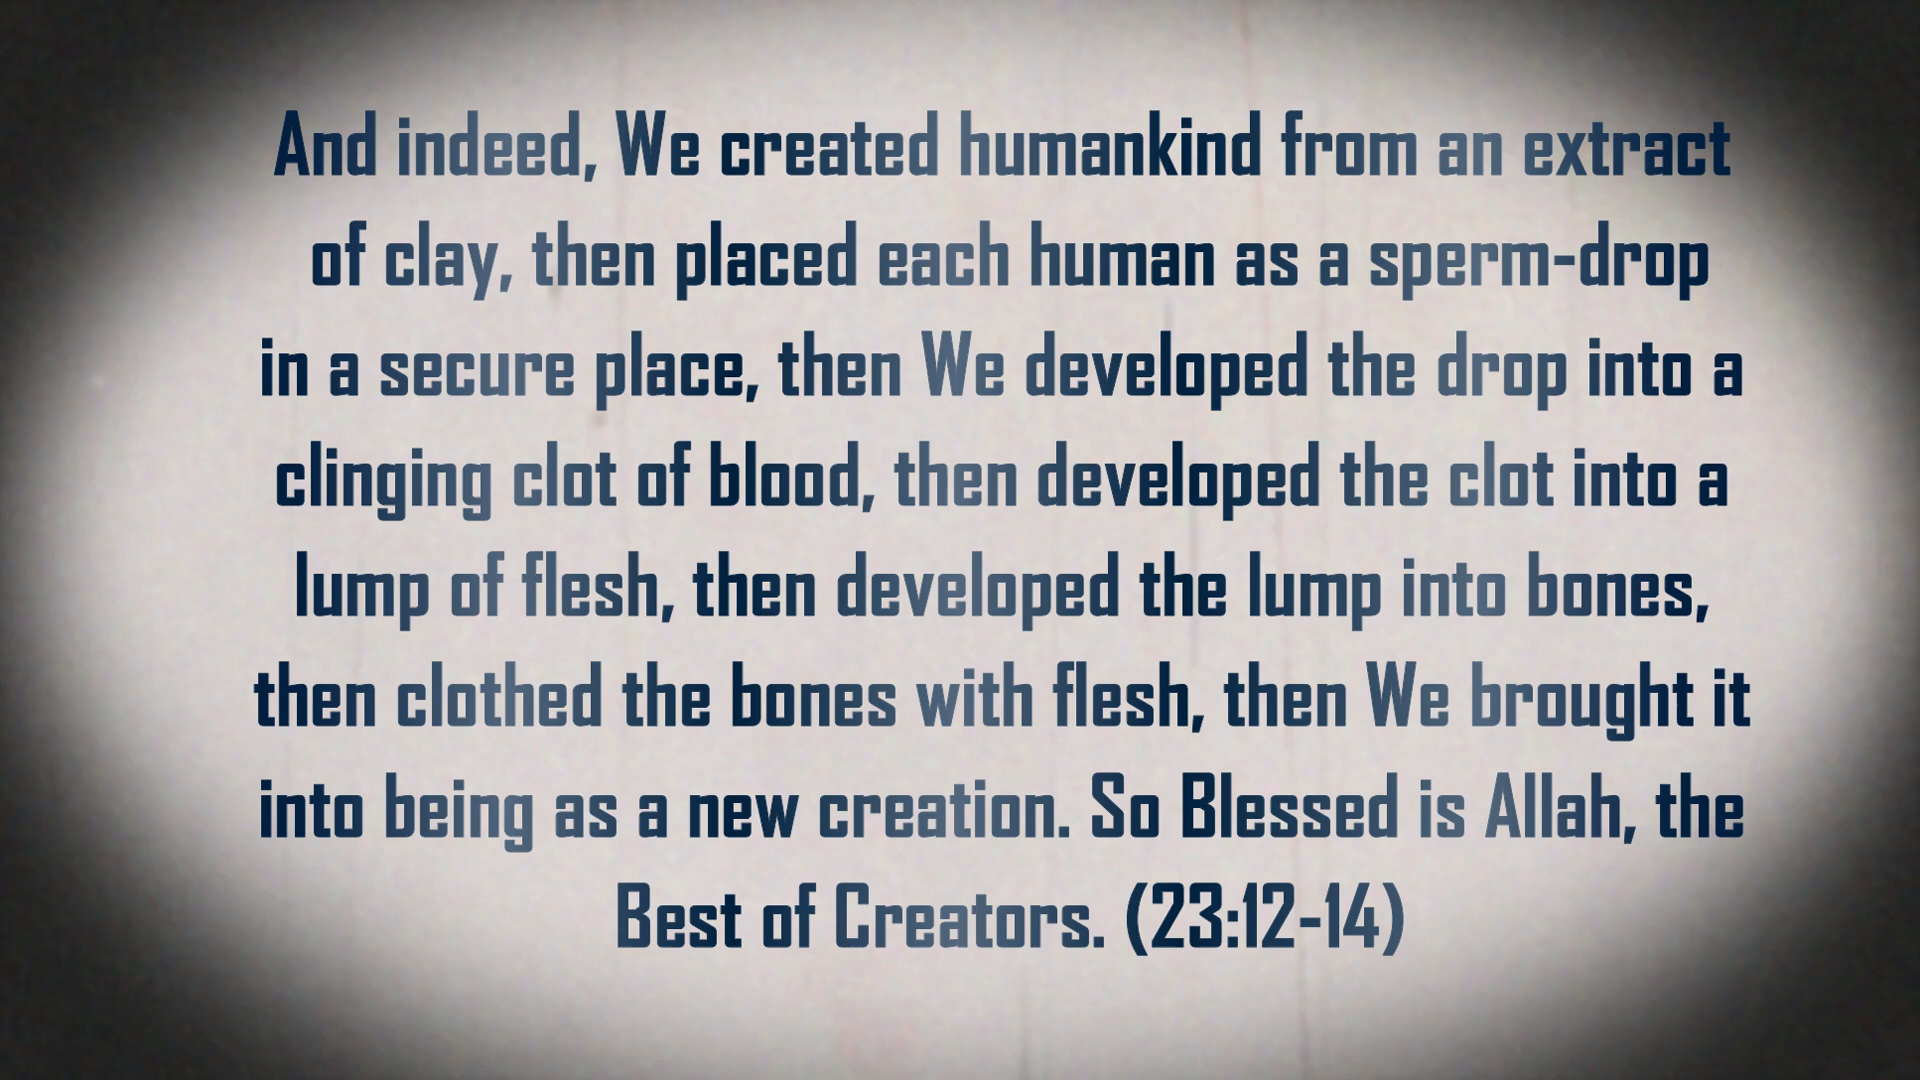 And indeed, We created humankind from an extract
of clay, then placed each human as a sperm-drop
in a secure place, then We developed the drop into a
clinging clot of blood, then developed the clot into a
lump of flesh, then developed the lump into bones,
then clothed the bones with flesh, then We brought it
into being as a new creation. So Blessed is Allah, the
Best of Creators. (23:12-14)